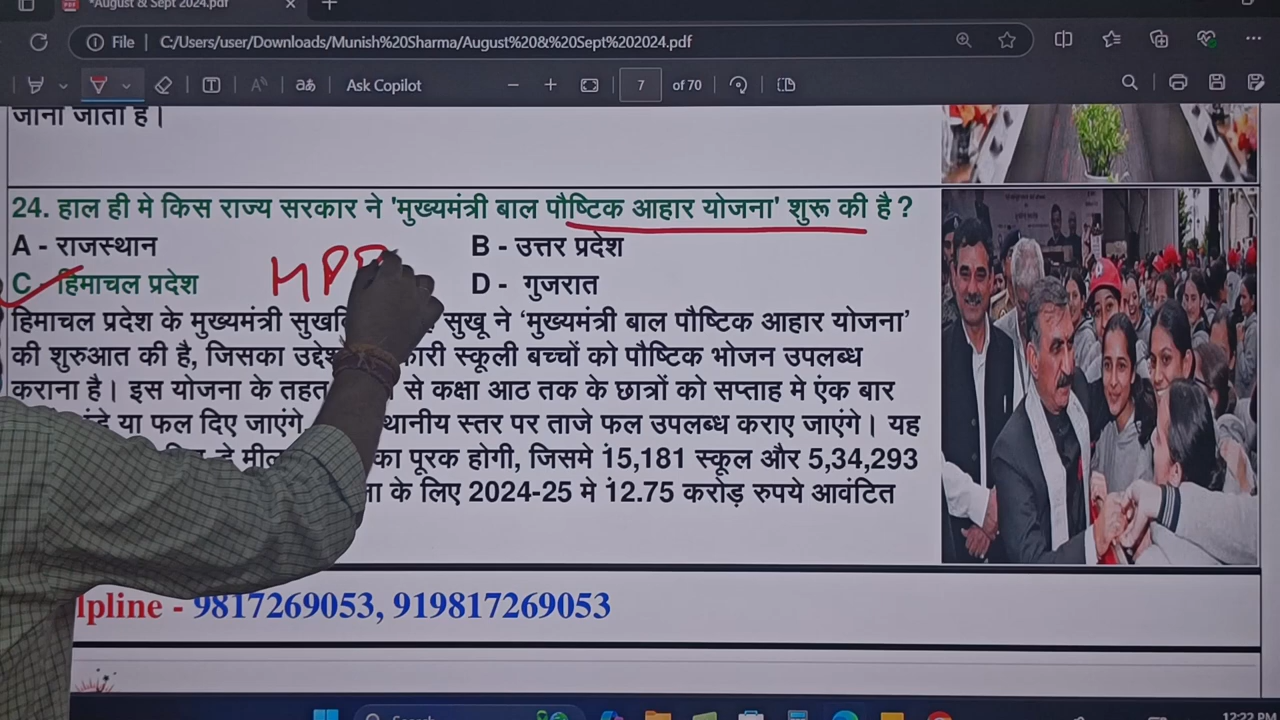 *August & Sept 2024.pdf
File | C:/Users/user/Downloads/Munish%20Sharma/August%20&%20Sept%202024.pdf
aあ Ask Copilot 7 of 70
जाना जाता है।
24. हाल ही मे किस राज्य सरकार ने 'मुख्यमंत्री बाल पौष्टिक आहार योजना' शुरू की है ?
A - राजस्थान B - उत्तर प्रदेश
C - हिमाचल प्रदेश HPP D - गुजरात
हिमाचल प्रदेश के मुख्यमंत्री सुखू ने ‘मुख्यमंत्री बाल पौष्टिक आहार योजना’
की शुरुआत की है, जिसका स्कूली बच्चों को पौष्टिक भोजन उपलब्ध
कराना है। इस योजना के तहत से कक्षा आठ तक के छात्रों को सप्ताह मे एंक बार
या फल दिए जाएंगे, स्तर पर ताजे फल उपलब्ध कराए जाएंगे। यह
का पूरक होगी, जिसमे 15,181 स्कूल और 5,34,293
के लिए 2024-25 मे 12.75 करोड़ रुपये आवंटित
lpline - 9817269053, 919817269053
Search 12:22 PM